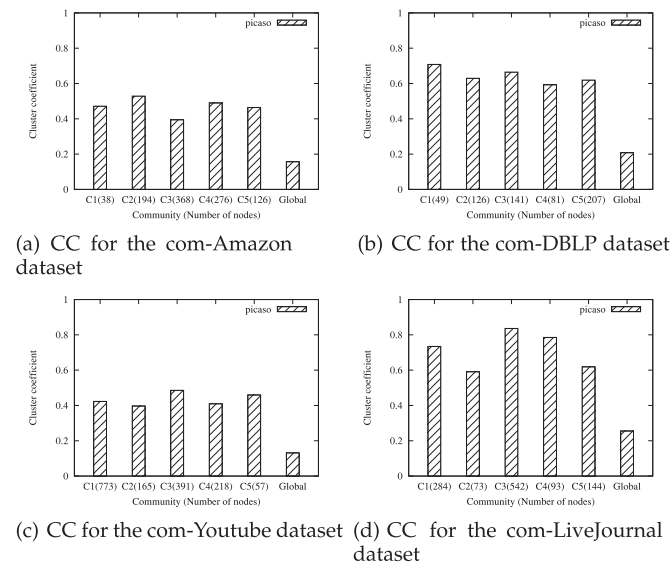 1
0.8
0.6
0.4
0.2
0
Cluster coefficient
picaso
C1(38) C2(194) C3(368) C4(276) C5(126) Global
Community (Number of nodes)
(a) CC for the com-Amazon
dataset
1
0.8
0.6
0.4
0.2
0
Cluster coefficient
picaso
C1(49) C2(126) C3(141) C4(81) C5(207) Global
Community (Number of nodes)
(b) CC for the com-DBLP dataset
1
0.8
0.6
0.4
0.2
0
Cluster coefficient
picaso
C1(773) C2(165) C3(391) C4(218) C5(57) Global
Community (Number of nodes)
(c) CC for the com-Youtube dataset
1
0.8
0.6
0.4
0.2
0
Cluster coefficient
picaso
C1(284) C2(73) C3(542) C4(93) C5(144) Global
Community (Number of nodes)
(d) CC for the com-LiveJournal
dataset